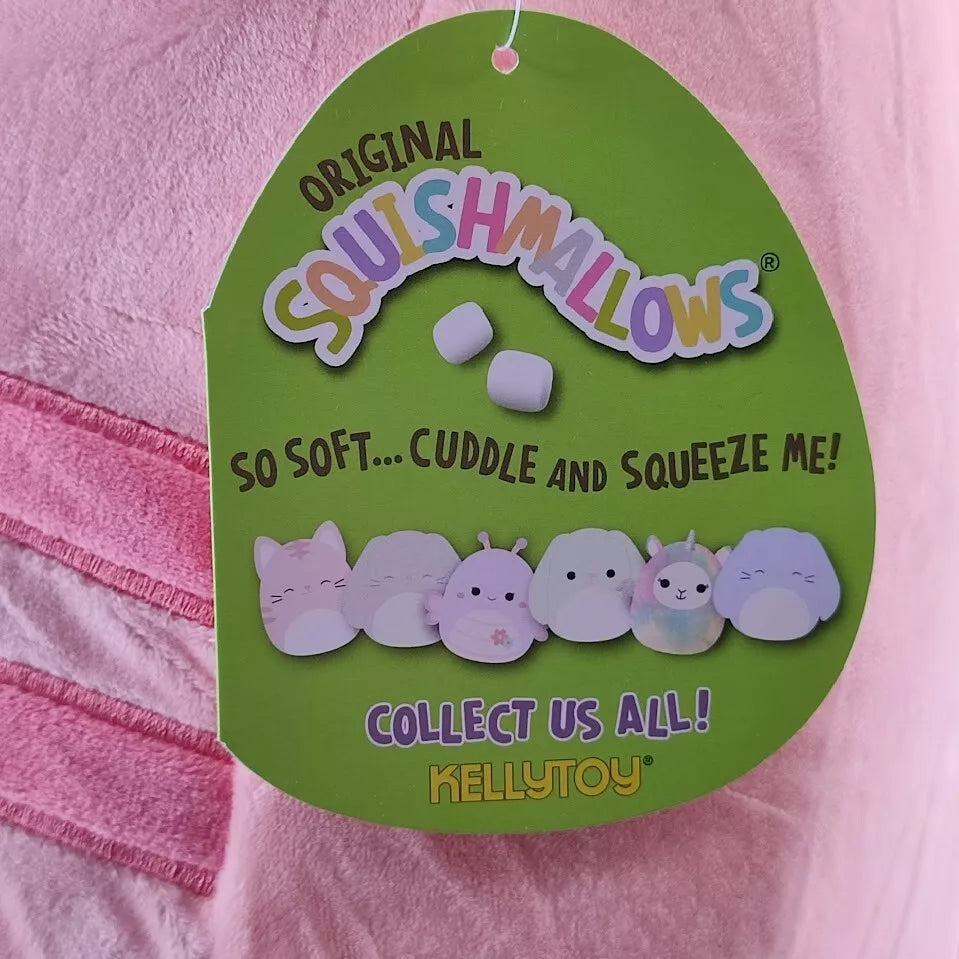 ORIGINAL
SQUISHMALLOWS®
SO SOFT... CUDDLE AND SQUEEZE ME!
COLLECT US ALL!
KELLYTOY®